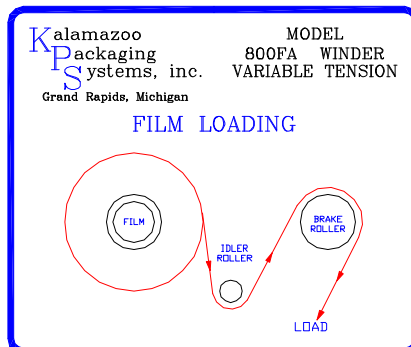 Kalamazoo
Packaging
Systems, inc.
Grand Rapids, Michigan
MODEL
800FA WINDER
VARIABLE TENSION
FILM LOADING
FILM
IDLER
ROLLER
BRAKE
ROLLER
LOAD